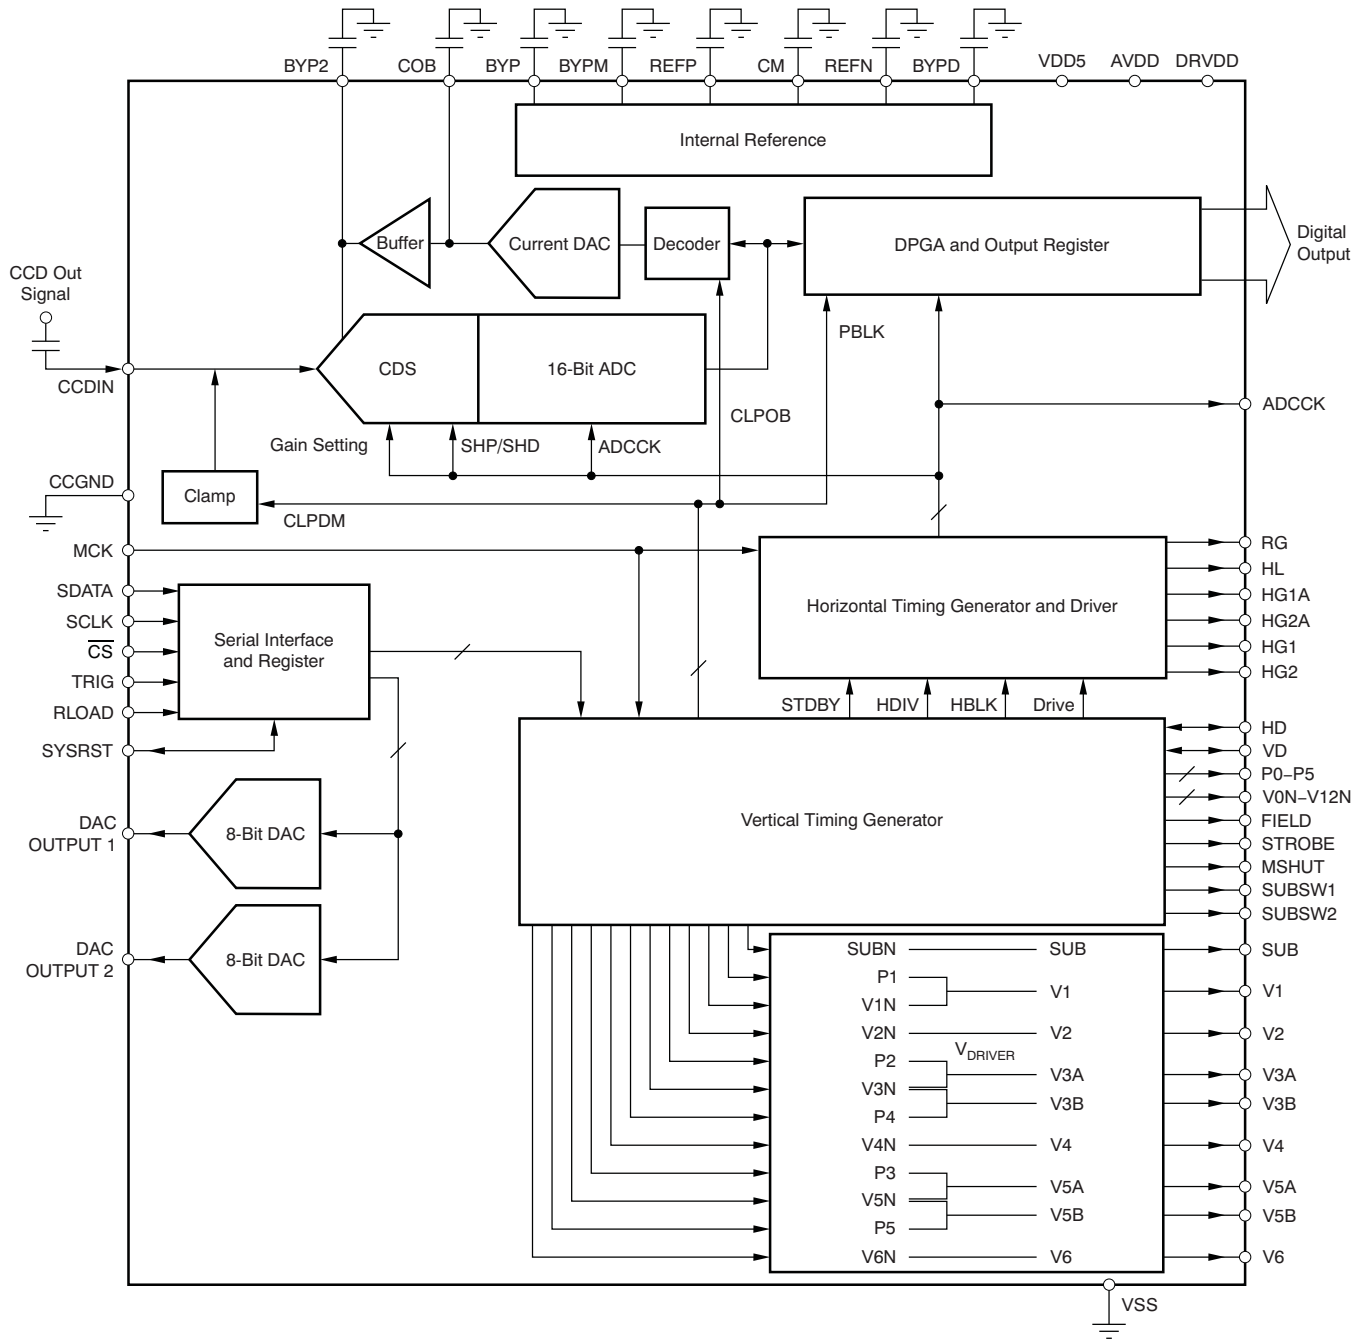 BYP2 COB BYP BYPM REFP CM REFN BYPD VDD5 AVDD DRVDD
Internal Reference
Buffer
Current DAC
Decoder
DPGA and Output Register
Digital
Output
CCD Out
Signal
CCDIN
CDS
16-Bit ADC
PBLK
CLPOB
ADCCK
Gain Setting
SHP/SHD
ADCCK
CCGND
Clamp
CLPDM
MCK
SDATA
SCLK
CS
TRIG
RLOAD
SYSRST
Serial Interface
and Register
Horizontal Timing Generator and Driver
RG
HL
HG1A
HG2A
HG1
HG2
STDBY HDIV HBLK Drive
Vertical Timing Generator
HD
VD
P0–P5
V0N–V12N
FIELD
STROBE
MSHUT
SUBSW1
SUBSW2
DAC
OUTPUT 1
8-Bit DAC
DAC
OUTPUT 2
8-Bit DAC
SUBN SUB SUB
P1
V1 V1
V1N
V2N V2 V2
P2
VDRIVER
V3A V3A
V3N
V3B V3B
P4
V4N V4 V4
P3
V5A V5A
V5N
V5B V5B
P5
V6N V6 V6
VSS